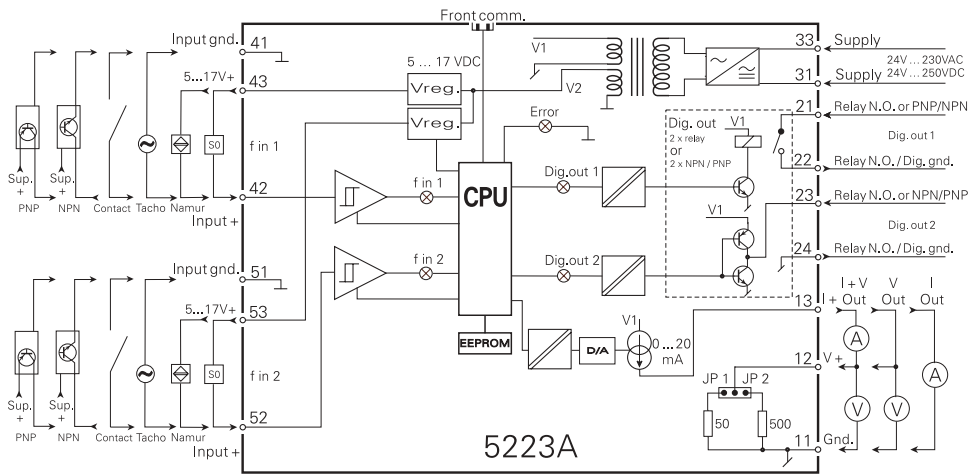 Front comm.
Input gnd. 41
43
5...17V+
5 ... 17 VDC
Vreg.
Vreg.
V1
V2
33 Supply
24V...230VAC
24V...250VDC
31 Supply
21 Relay N.O. or PNP/NPN
Dig. out 1
22 Relay N.O./ Dig. gnd.
23 Relay N.O. or NPN/PNP
Dig. out 2
24 Relay N.O./ Dig. gnd.
Error
Dig. out
2 x relay
or
2 x NPN / PNP
V1
V1
S0
f in 1
Sup.
+
PNP
Sup.
+
NPN
Contact
Tacho
Namur
42
Input +
f in 1
CPU
Dig.out 1
f in 2
Dig.out 2
EEPROM
D/A
V1
0 ... 20
mA
Input gnd. 51
5...17V+
53
S0
f in 2
Sup.
+
PNP
Sup.
+
NPN
Contact
Tacho
Namur
52
Input +
13 I +
I + V
Out
V
Out
I
Out
A
A
12 V +
V
V
JP 1
JP 2
50
500
11 Gnd.
5223A